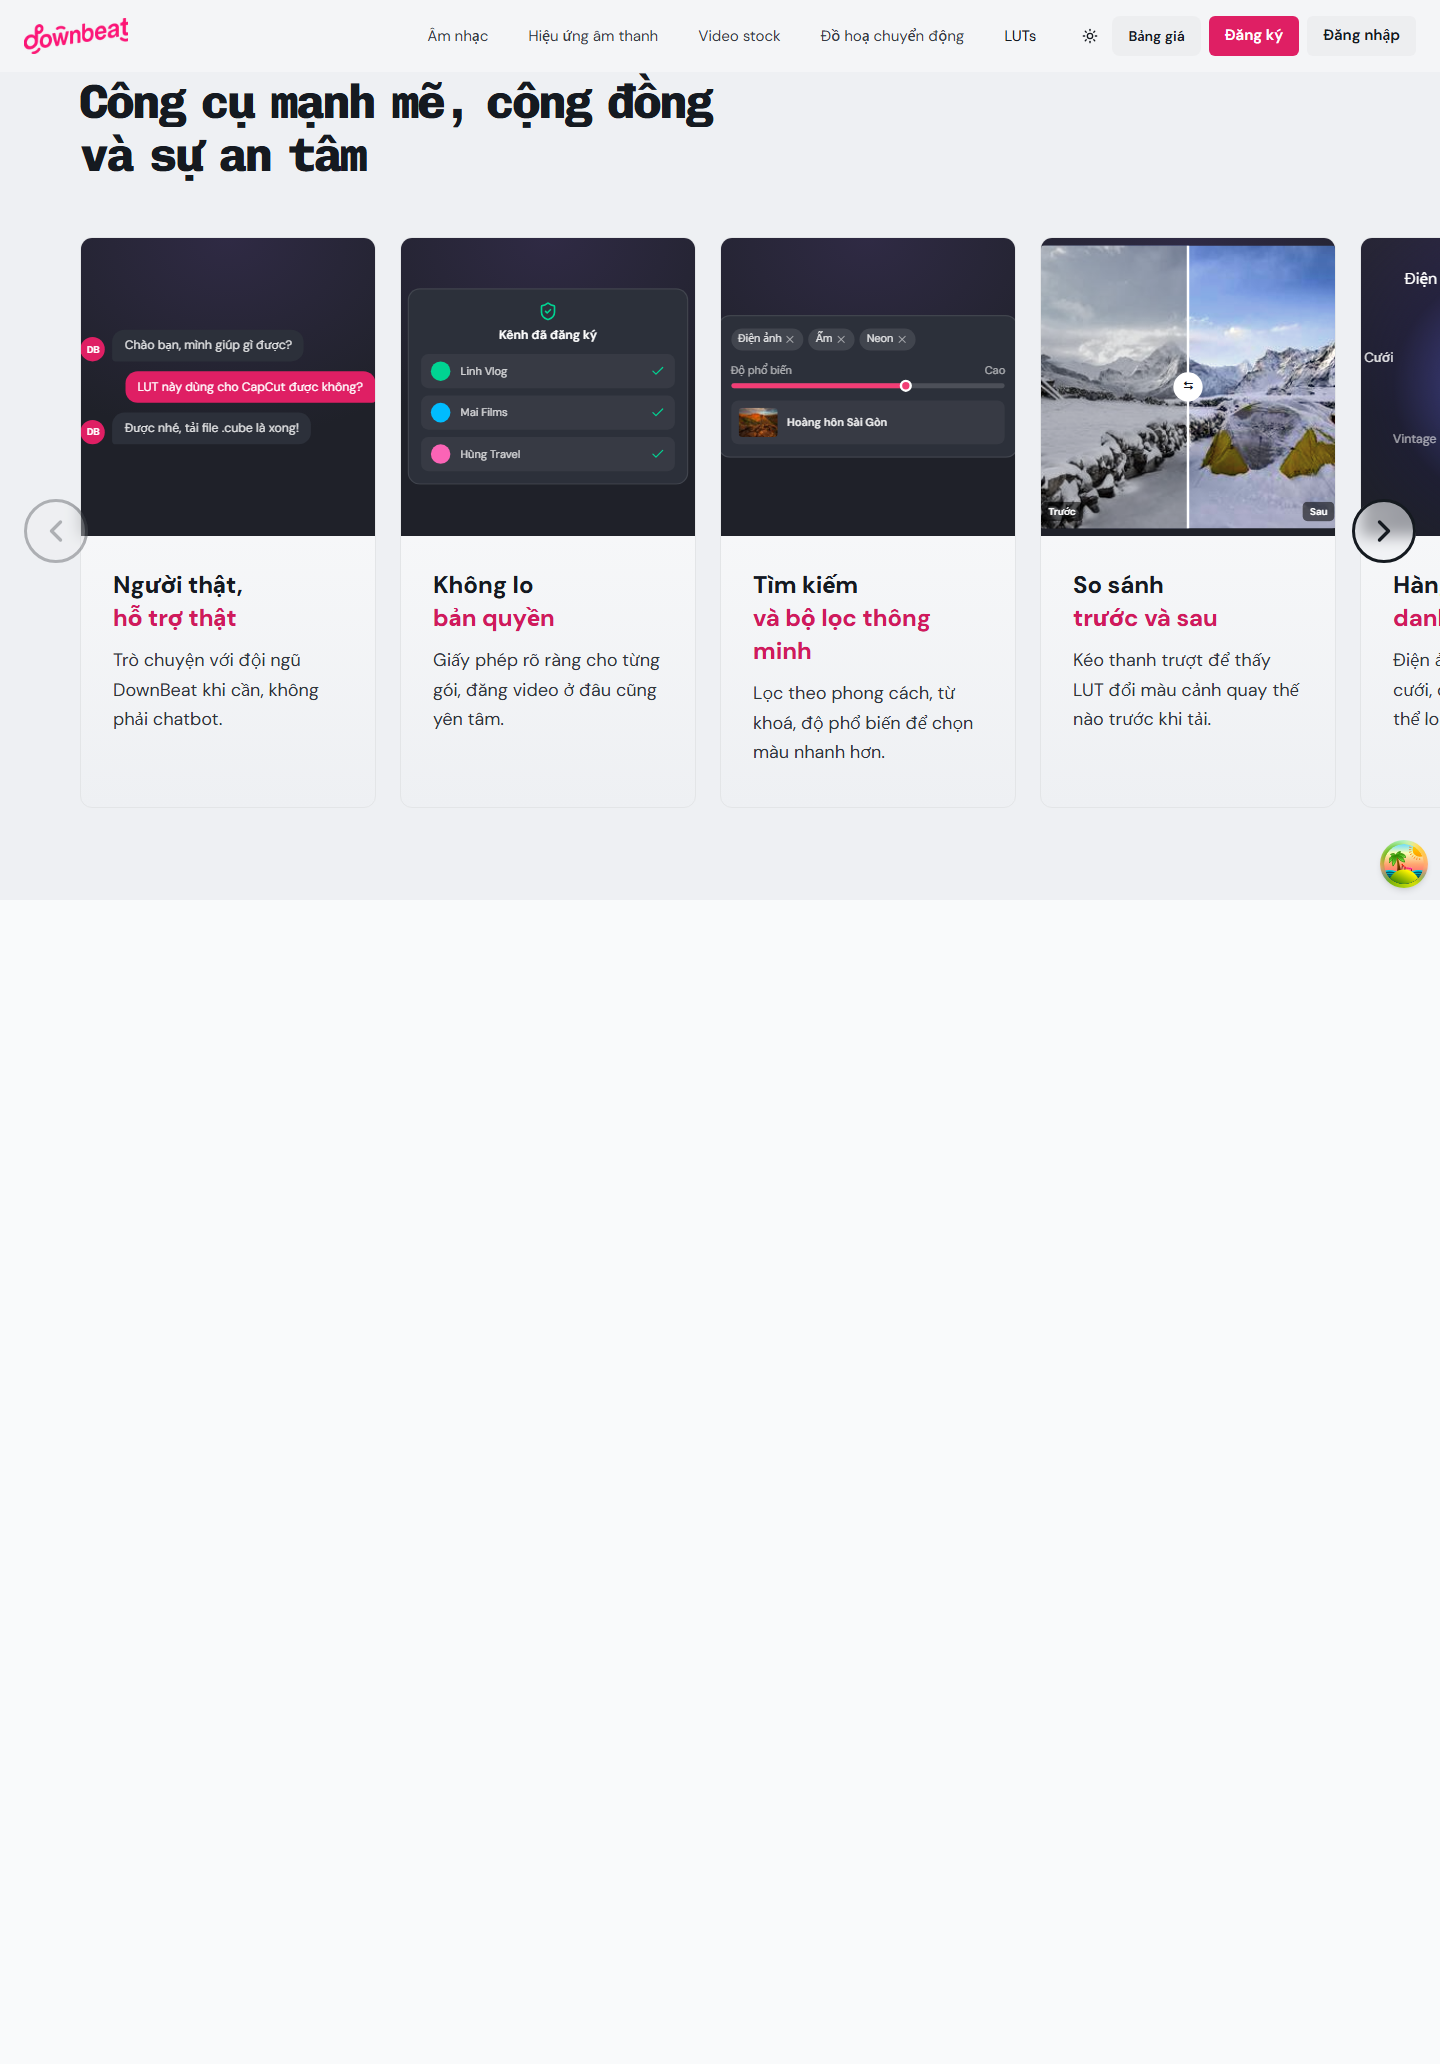 downbeat
Âm nhạc
Hiệu ứng âm thanh
Video stock
Đồ hoạ chuyển động
LUTs
Bảng giá
Đăng ký
Đăng nhập
Công cụ mạnh mẽ, cộng đồng
và sự an tâm
DB
Chào bạn, mình giúp gì được?
LUT này dùng cho CapCut được không?
DB
Được nhé, tải file .cube là xong!
Người thật,
hỗ trợ thật
Trò chuyện với đội ngũ
DownBeat khi cần, không
phải chatbot.
Kênh đã đăng ký
Linh Vlog
Mai Films
Hùng Travel
Không lo
bản quyền
Giấy phép rõ ràng cho từng
gói, đăng video ở đâu cũng
yên tâm.
Điện ảnh
Ấm
Neon
Độ phổ biến
Cao
Hoàng hôn Sài Gòn
Tìm kiếm
và bộ lọc thông
minh
Lọc theo phong cách, từ
khoá, độ phổ biến để chọn
màu nhanh hơn.
Trước
Sau
So sánh
trước và sau
Kéo thanh trượt để thấy
LUT đổi màu cảnh quay thế
nào trước khi tải.
Điện
Cưới
Vintage
Hàn
Điện
cưới,
thể lo